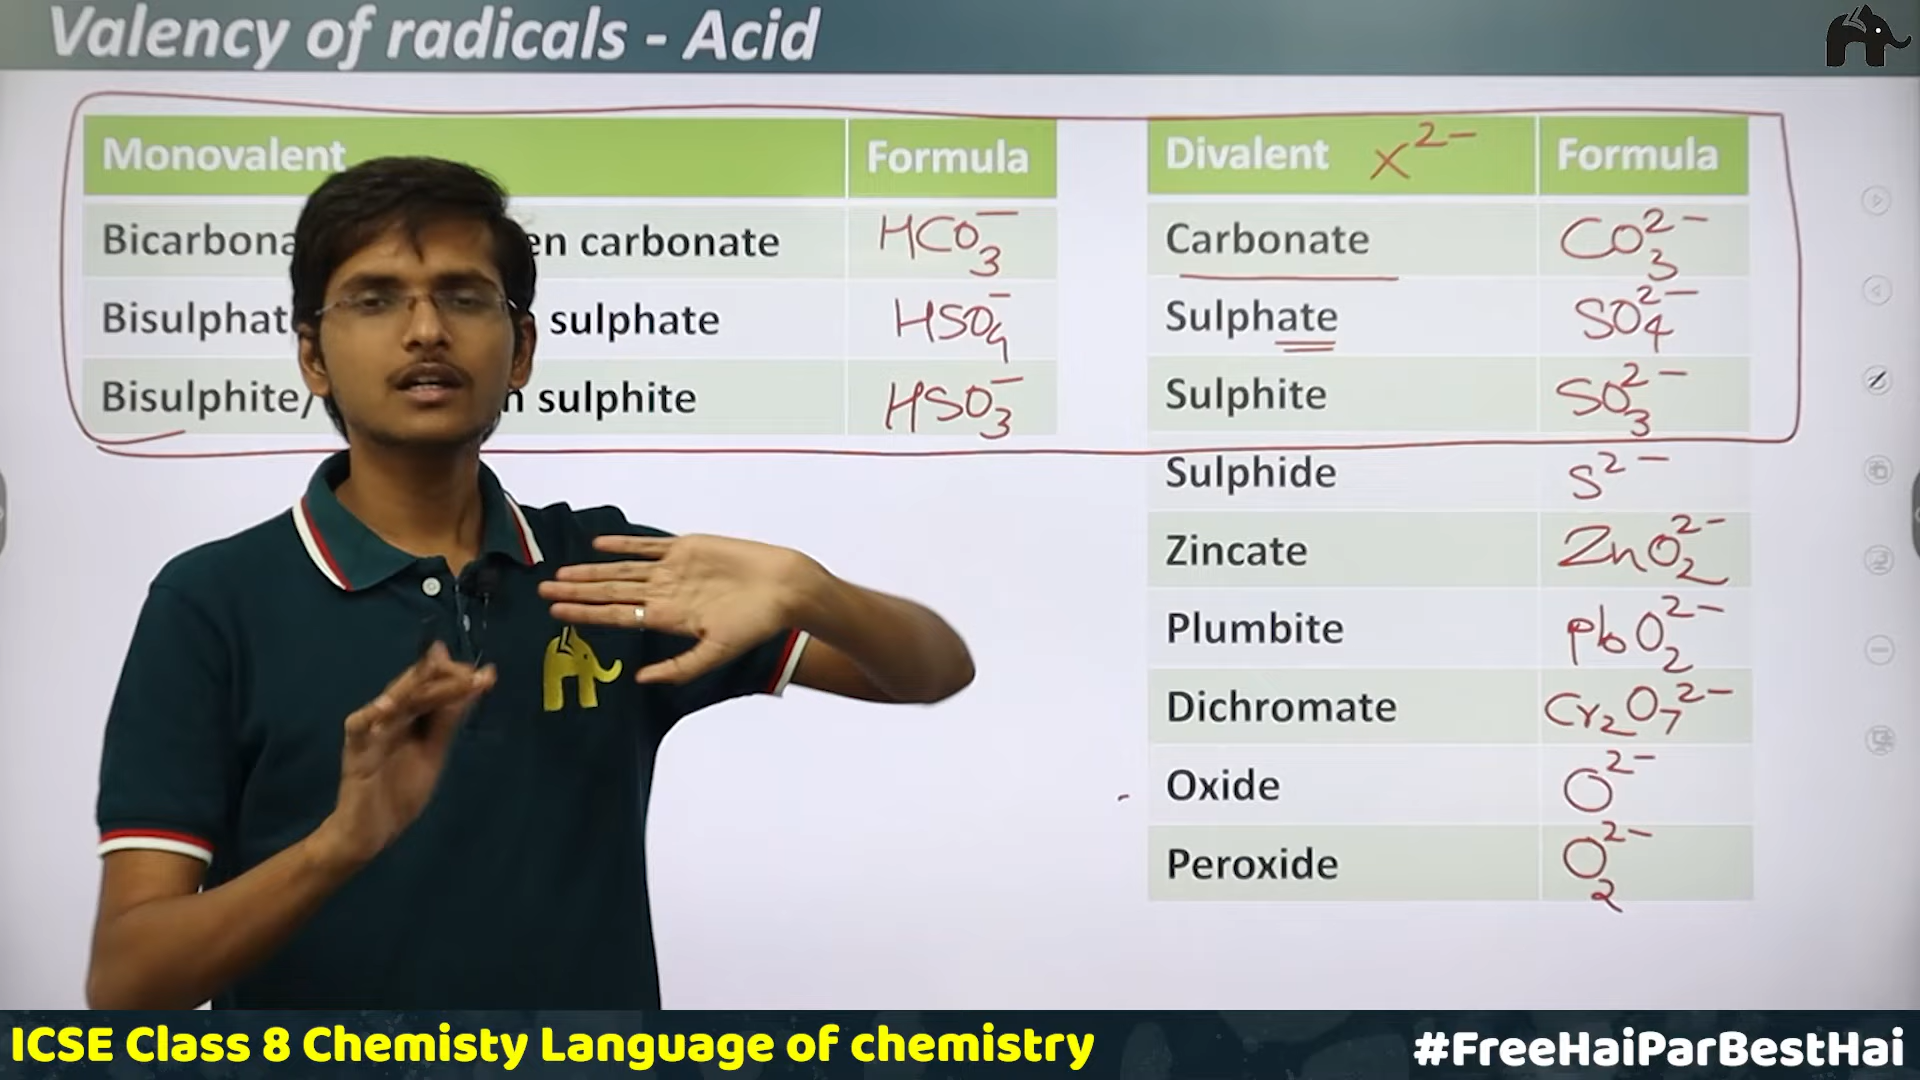 Valency of radicals - Acid
Monovalent Formula
Bicarbona en carbonate HCO₃⁻
Bisulphat sulphate HSO₄⁻
Bisulphite/ n sulphite HSO₃⁻
Divalent X²⁻ Formula
Carbonate CO₃²⁻
Sulphate SO₄²⁻
Sulphite SO₃²⁻
Sulphide S²⁻
Zincate ZnO₂²⁻
Plumbite pbO₂²⁻
Dichromate Cr₂O₇²⁻
Oxide O²⁻
Peroxide O₂²⁻
ICSE Class 8 Chemisty Language of chemistry
#FreeHaiParBestHai